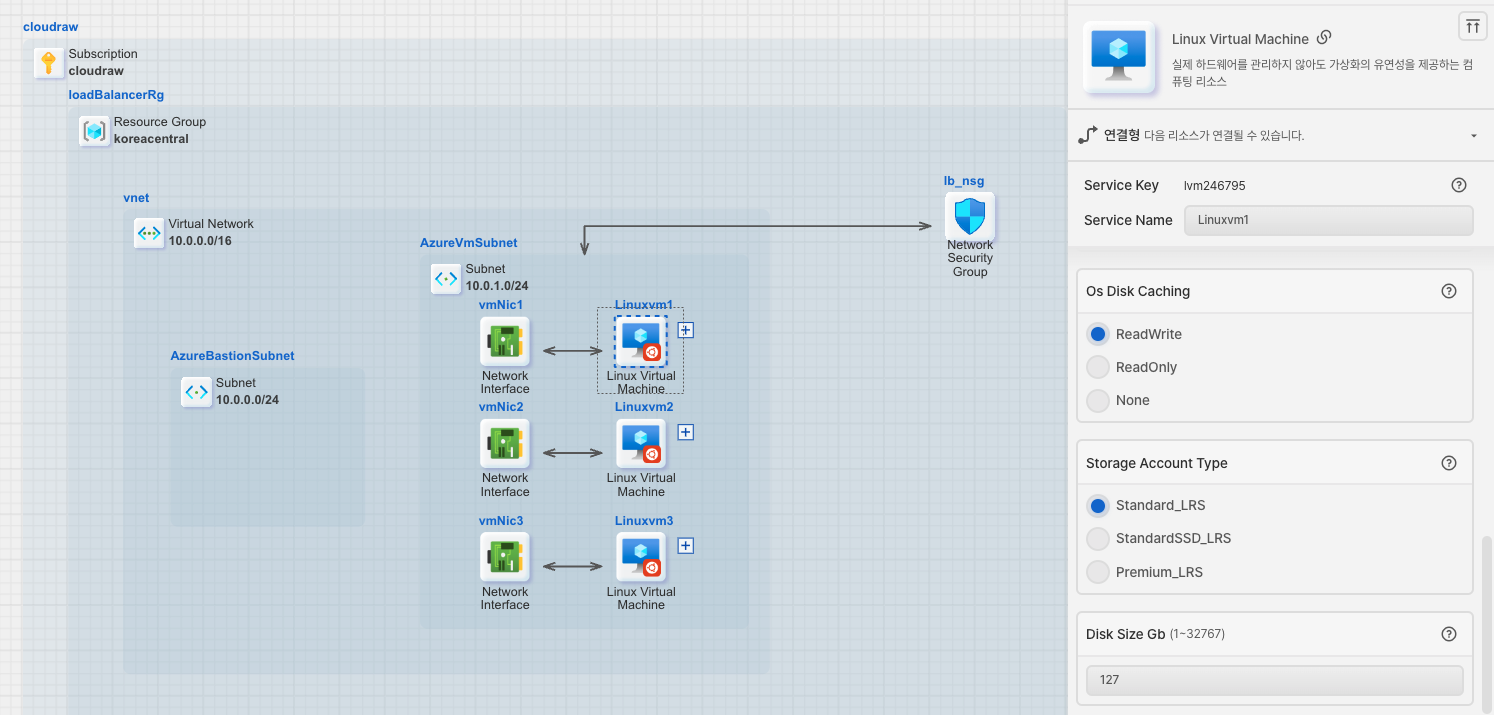 cloudraw
Subscription
cloudraw
loadBalancerRg
Resource Group
koreacentral
vnet
Virtual Network
10.0.0.0/16
AzureBastionSubnet
Subnet
10.0.0.0/24
AzureVmSubnet
Subnet
10.0.1.0/24
vmNic1
Network
Interface
Linuxvm1
Linux Virtual
Machine
vmNic2
Network
Interface
Linuxvm2
Linux Virtual
Machine
vmNic3
Network
Interface
Linuxvm3
Linux Virtual
Machine
lb_nsg
Network
Security
Group
Linux Virtual Machine
실제 하드웨어를 관리하지 않아도 가상화의 유연성을 제공하는 컴
퓨팅 리소스
연결형 다음 리소스가 연결될 수 있습니다.
Service Key lvm246795
Service Name Linuxvm1
Os Disk Caching
ReadWrite
ReadOnly
None
Storage Account Type
Standard_LRS
StandardSSD_LRS
Premium_LRS
Disk Size Gb (1~32767)
127